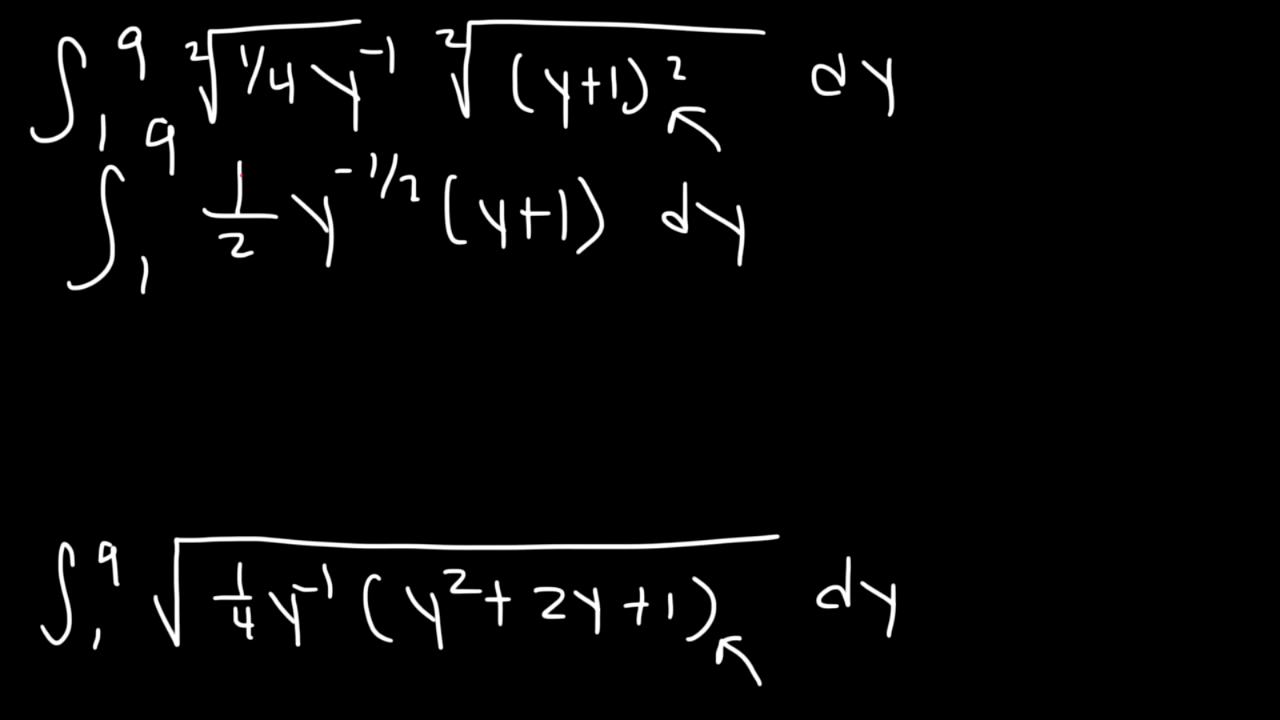 ∫₁⁹ ²√(1/4 y⁻¹) ²√((y+1)²) dy
∫₁⁹ 1/2 y^(-1/2) (y+1) dy
∫₁⁹ √(1/4 y⁻¹ (y² + 2y + 1)) dy